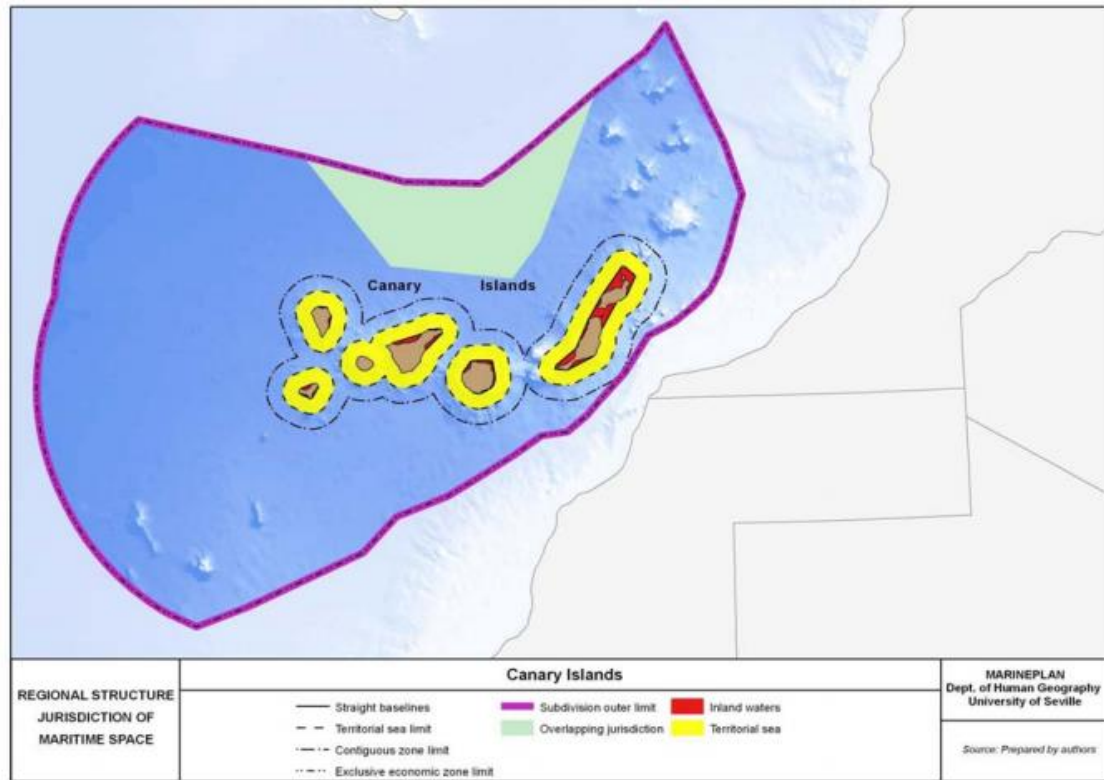 Canary Islands
REGIONAL STRUCTURE
JURISDICTION OF
MARITIME SPACE
Canary Islands
Straight baselines
Territorial sea limit
Contiguous zone limit
Exclusive economic zone limit
Subdivision outer limit
Overlapping jurisdiction
Inland waters
Territorial sea
MARINEPLAN
Dept. of Human Geography
University of Seville
Source: Prepared by authors